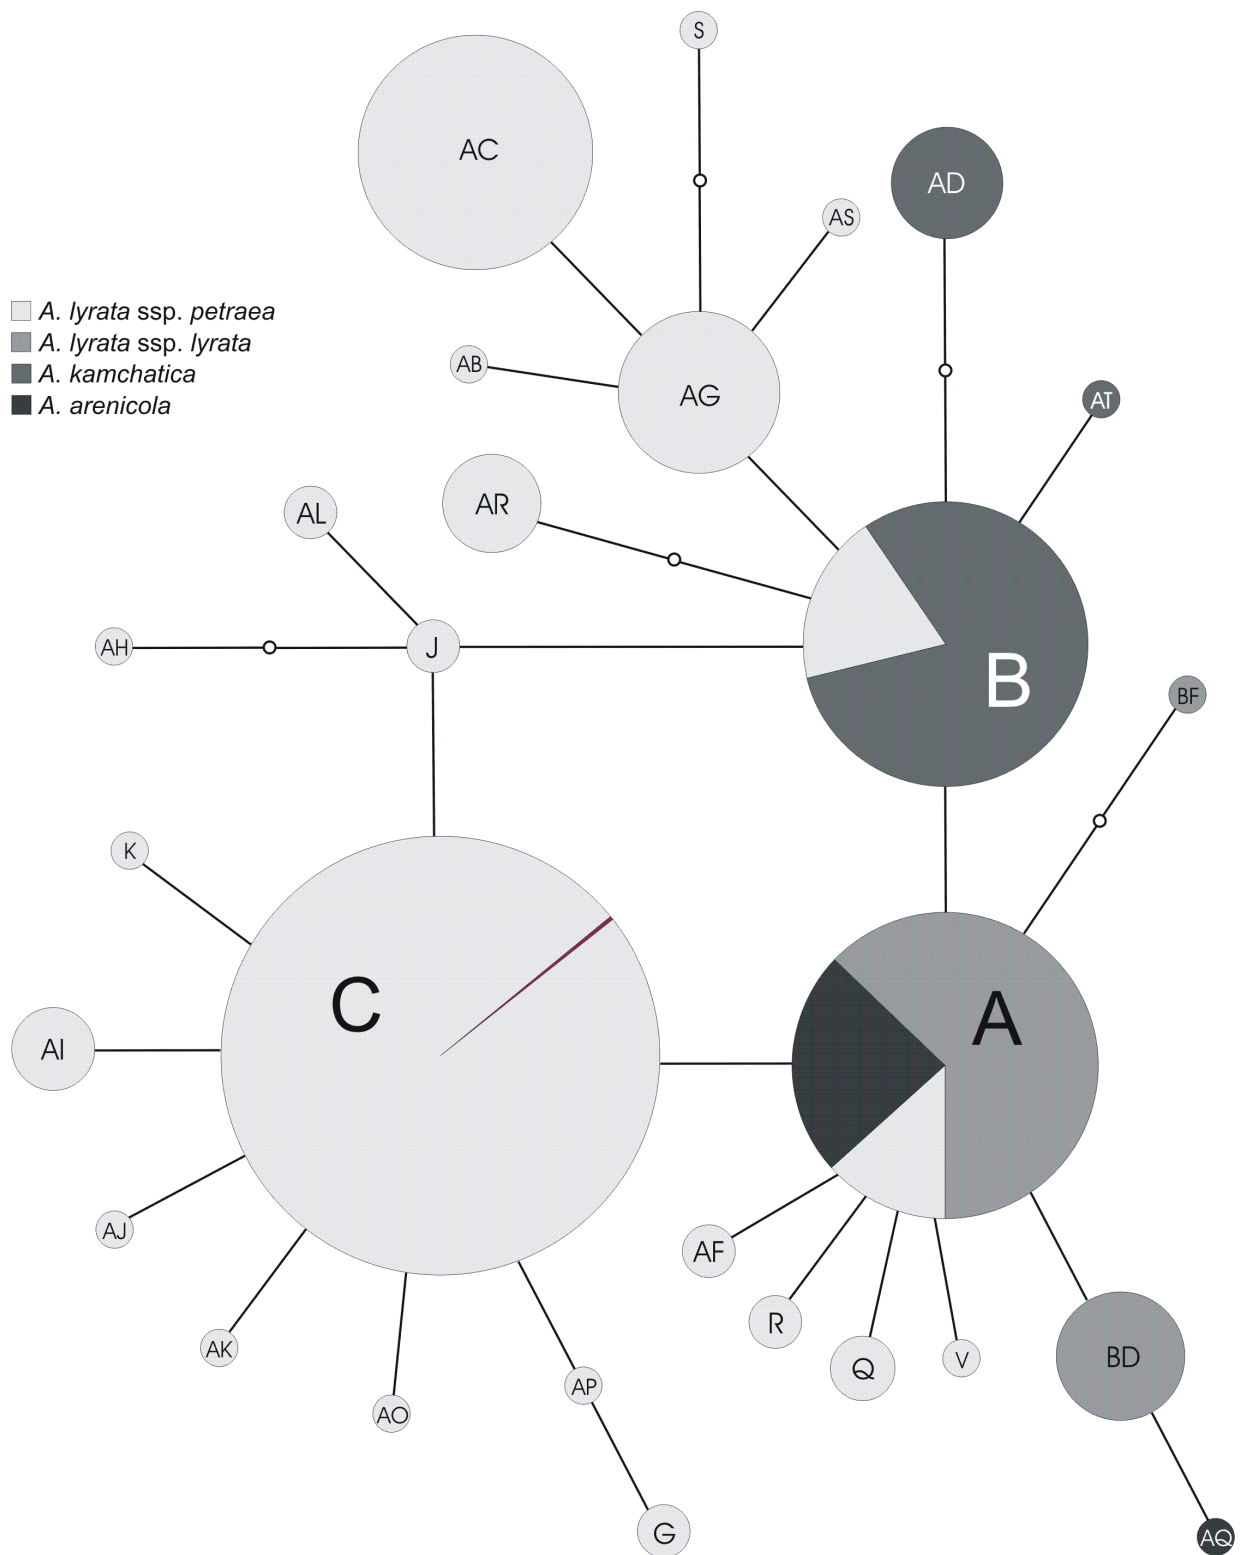 S
AC
AD
AS
A. lyrata ssp. petraea
A. lyrata ssp. lyrata
A. kamchatica
A. arenicola
AB
AG
AT
AR
AL
AH
J
B
BF
K
C
A
AI
AJ
AF
R
AK
Q
V
BD
AP
AO
G
AQ